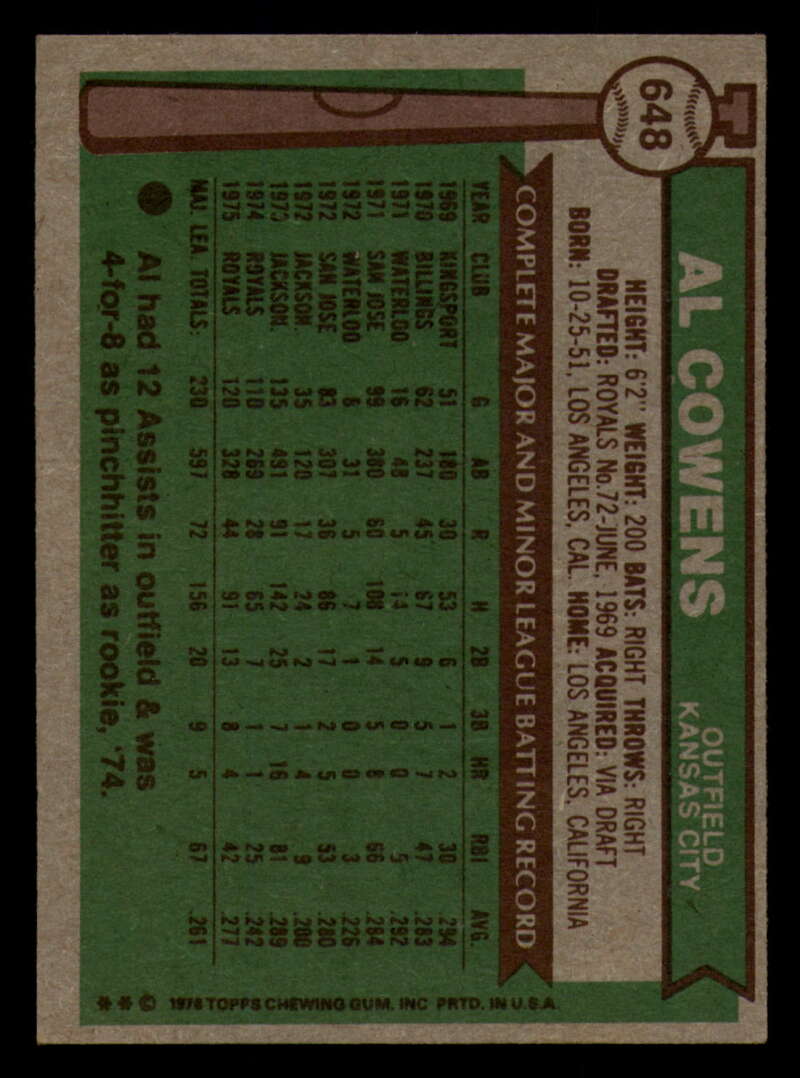 648
AL COWENS
OUTFIELD
KANSAS CITY
HEIGHT: 6'2" WEIGHT: 200 BATS: RIGHT THROWS: RIGHT
DRAFTED: ROYALS No.72-JUNE, 1969 ACQUIRED: VIA DRAFT
BORN: 10-25-51, LOS ANGELES, CAL. HOME: LOS ANGELES, CALIFORNIA
COMPLETE MAJOR AND MINOR LEAGUE BATTING RECORD
YEAR CLUB G AB R H 2B 3B HR RBI AVG.
1969 KINGSPORT 51 180 30 53 6 1 2 30 .294
1970 BILLINGS 62 237 45 67 9 5 7 47 .283
1971 WATERLOO 16 48 5 14 5 0 0 5 .292
1971 SAN JOSE 99 380 60 108 14 5 8 66 .284
1972 WATERLOO 6 31 5 7 1 0 0 3 .226
1972 SAN JOSE 83 307 36 86 17 2 5 53 .280
1972 JACKSON. 35 120 17 24 2 1 4 9 .200
1973 JACKSON. 135 491 91 142 25 7 16 81 .289
1974 ROYALS 110 269 28 65 7 1 1 25 .242
1975 ROYALS 120 328 44 91 13 8 4 42 .277
MAJ. LEA. TOTALS: 230 597 72 156 20 9 5 67 .261
Al had 12 Assists in outfield & was
4-for-8 as pinchhitter as rookie, '74.
* * © 1976 TOPPS CHEWING GUM, INC PRTD. IN U.S.A.